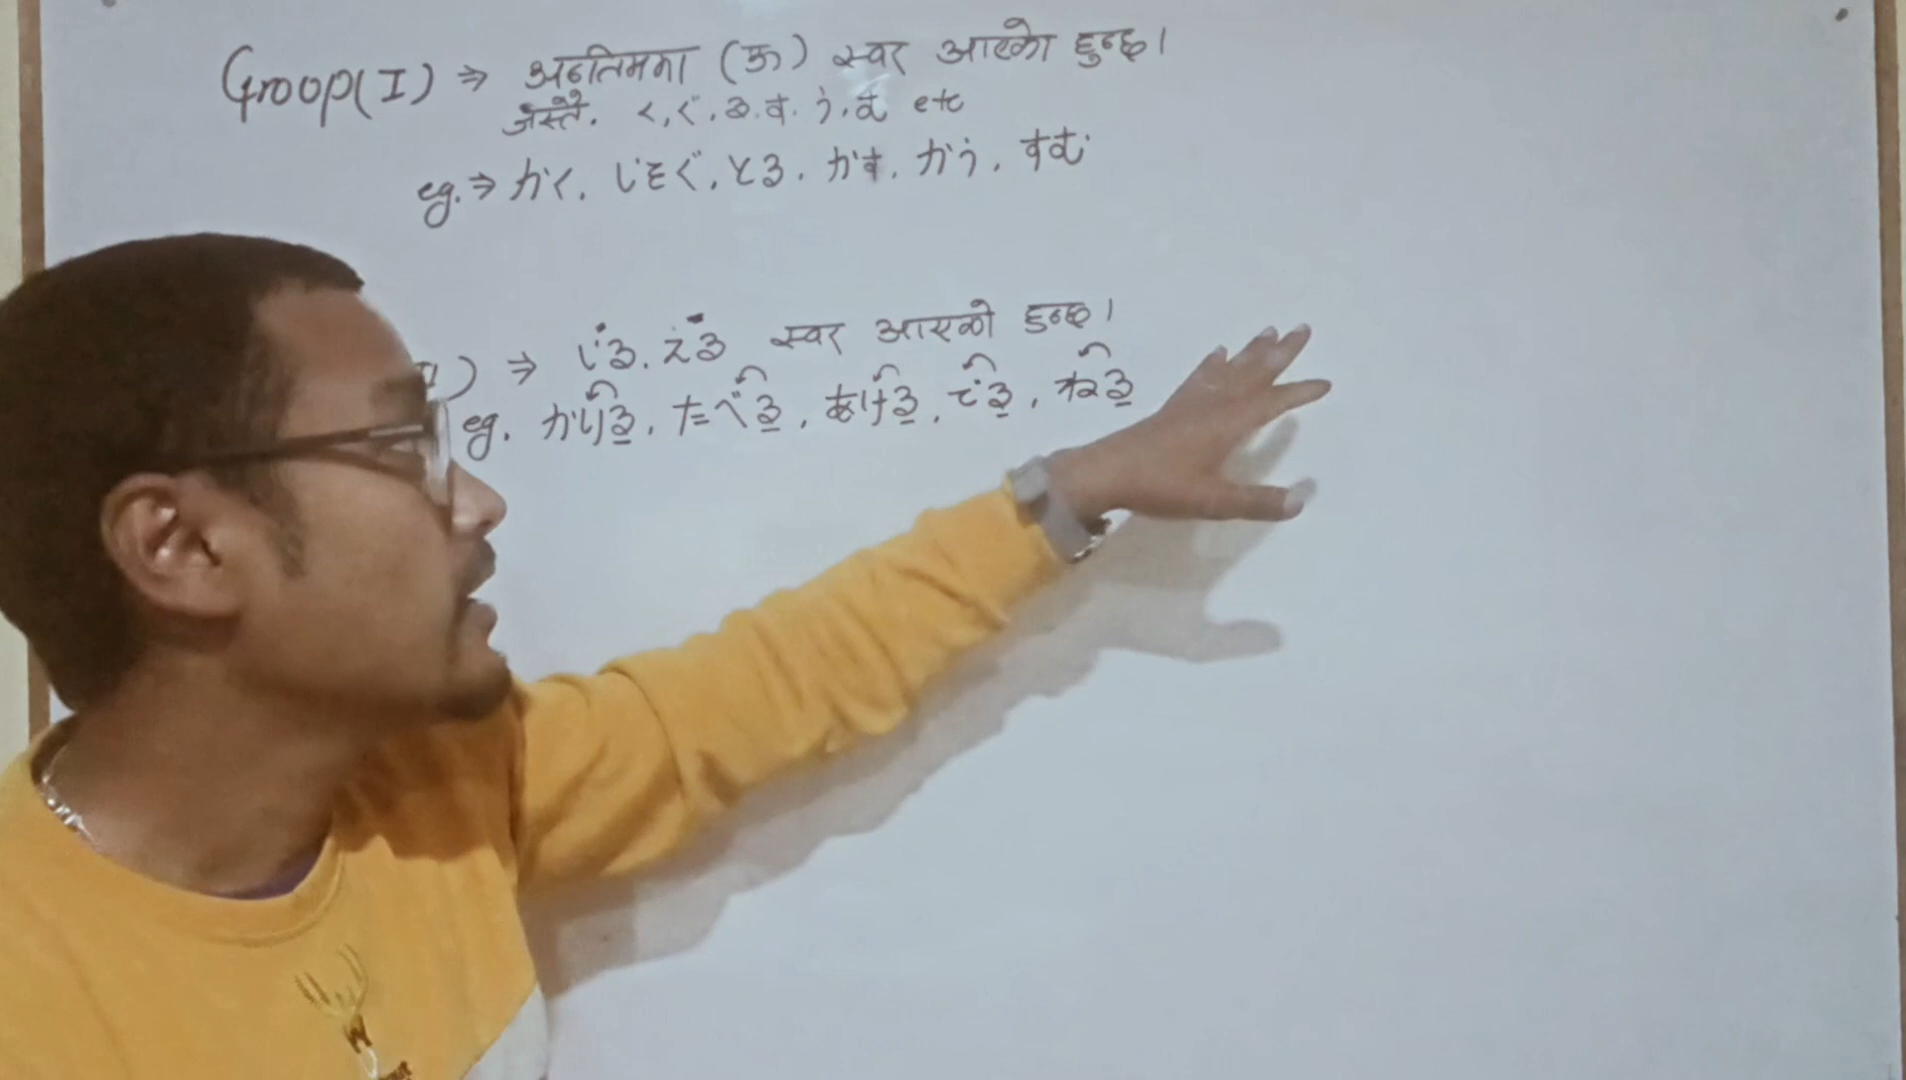 Groop(I) ⇒ अन्तिममा (ऊ) स्वर आएको हुन्छ।
जस्तै. く, ぐ, る. す. う, む etc
eg. ⇒ かく, いそぐ, とる, かす, かう, すむ
) ⇒ いる. える स्वर आएको हुन्छ।
eg. かりる, たべる, あける, でる, ねる